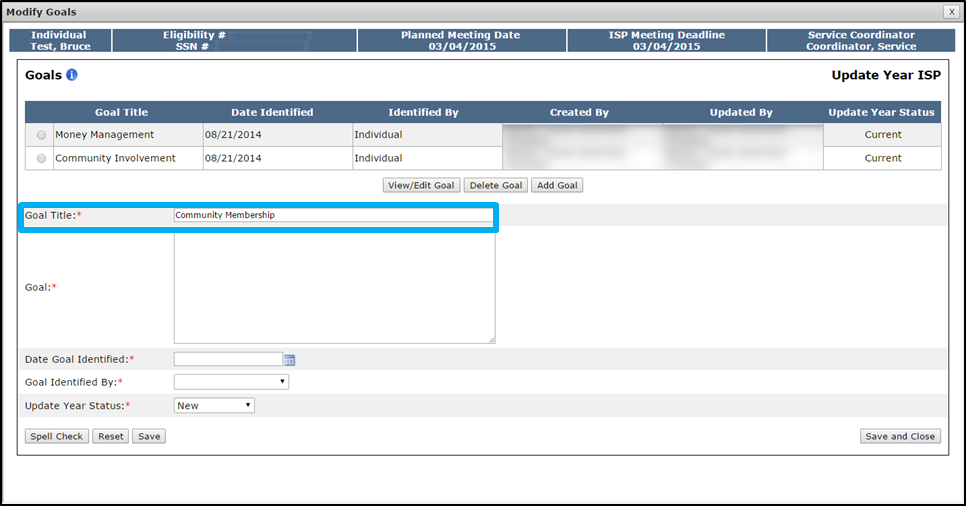 Modify Goals X
Individual Eligibility # Planned Meeting Date ISP Meeting Deadline Service Coordinator
Test, Bruce SSN # 03/04/2015 03/04/2015 Coordinator, Service
Goals i Update Year ISP
Goal Title Date Identified Identified By Created By Updated By Update Year Status
Money Management 08/21/2014 Individual Current
Community Involvement 08/21/2014 Individual Current
View/Edit Goal Delete Goal Add Goal
Goal Title:* Community Membership
Goal:*
Date Goal Identified:*
Goal Identified By:*
Update Year Status:* New
Spell Check Reset Save Save and Close